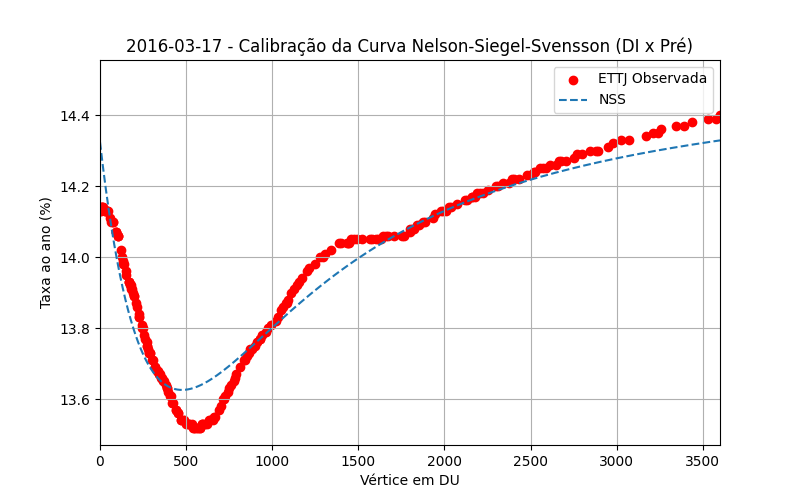 2016-03-17 - Calibração da Curva Nelson-Siegel-Svensson (DI x Pré)
ETTJ Observada
NSS
Taxa ao ano (%)
14.4
14.2
14.0
13.8
13.6
0 500 1000 1500 2000 2500 3000 3500
Vértice em DU